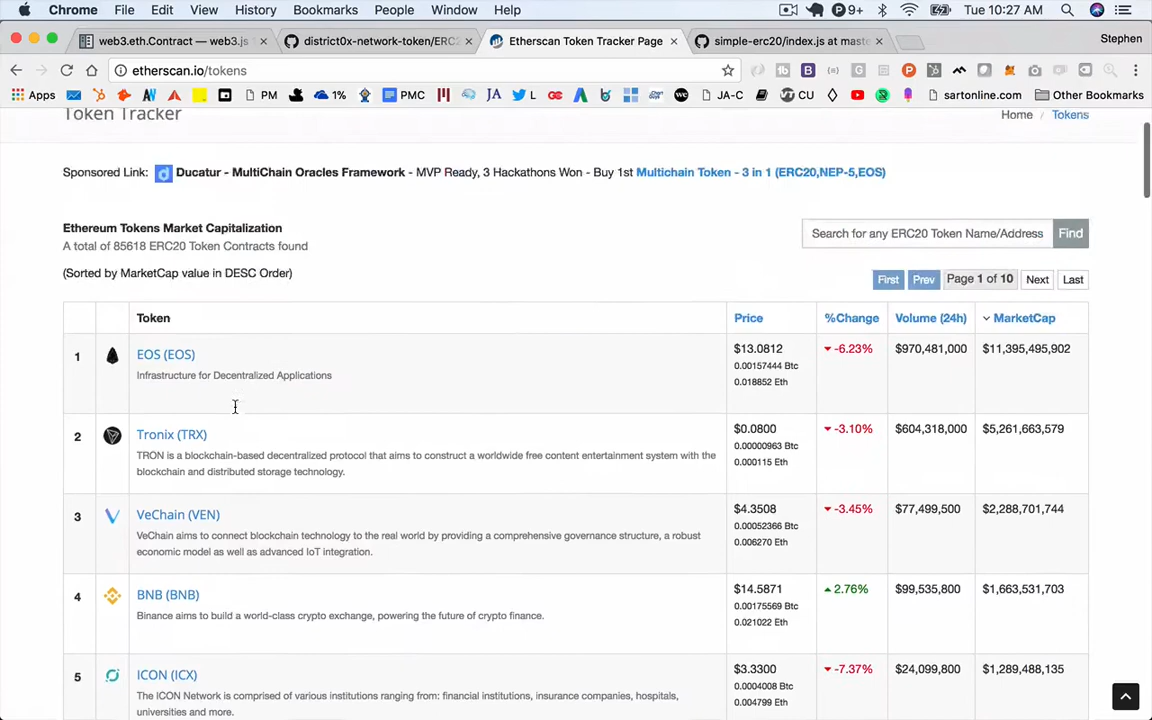 Chrome File Edit View History Bookmarks People Window Help 9+ Tue 10:27 AM
web3.eth.Contract — web3.js × district0x-network-token/ERC2 × Etherscan Token Tracker Page × simple-erc20/index.js at maste × Stephen
etherscan.io/tokens
Apps PM 1% PMC JA L JA-C CU sartonline.com Other Bookmarks
Token Tracker Home / Tokens
Sponsored Link: Ducatur - MultiChain Oracles Framework - MVP Ready, 3 Hackathons Won - Buy 1st Multichain Token - 3 in 1 (ERC20,NEP-5,EOS)
Ethereum Tokens Market Capitalization
A total of 85618 ERC20 Token Contracts found
Search for any ERC20 Token Name/Address Find
(Sorted by MarketCap value in DESC Order)
First Prev Page 1 of 10 Next Last
Token Price %Change Volume (24h) MarketCap
1 EOS (EOS) $13.0812 -6.23% $970,481,000 $11,395,495,902
0.00157444 Btc
Infrastructure for Decentralized Applications
0.018852 Eth
2 Tronix (TRX) $0.0800 -3.10% $604,318,000 $5,261,663,579
0.00000963 Btc
TRON is a blockchain-based decentralized protocol that aims to construct a worldwide free content entertainment system with the
0.000115 Eth
blockchain and distributed storage technology.
3 VeChain (VEN) $4.3508 -3.45% $77,499,500 $2,288,701,744
0.00052366 Btc
VeChain aims to connect blockchain technology to the real world by providing a comprehensive governance structure, a robust
0.006270 Eth
economic model as well as advanced IoT integration.
4 BNB (BNB) $14.5871 2.76% $99,535,800 $1,663,531,703
0.00175569 Btc
Binance aims to build a world-class crypto exchange, powering the future of crypto finance.
0.021022 Eth
5 ICON (ICX) $3.3300 -7.37% $24,099,800 $1,289,488,135
0.0004008 Btc
The ICON Network is comprised of various institutions ranging from: financial institutions, insurance companies, hospitals,
0.004799 Eth
universities and more.